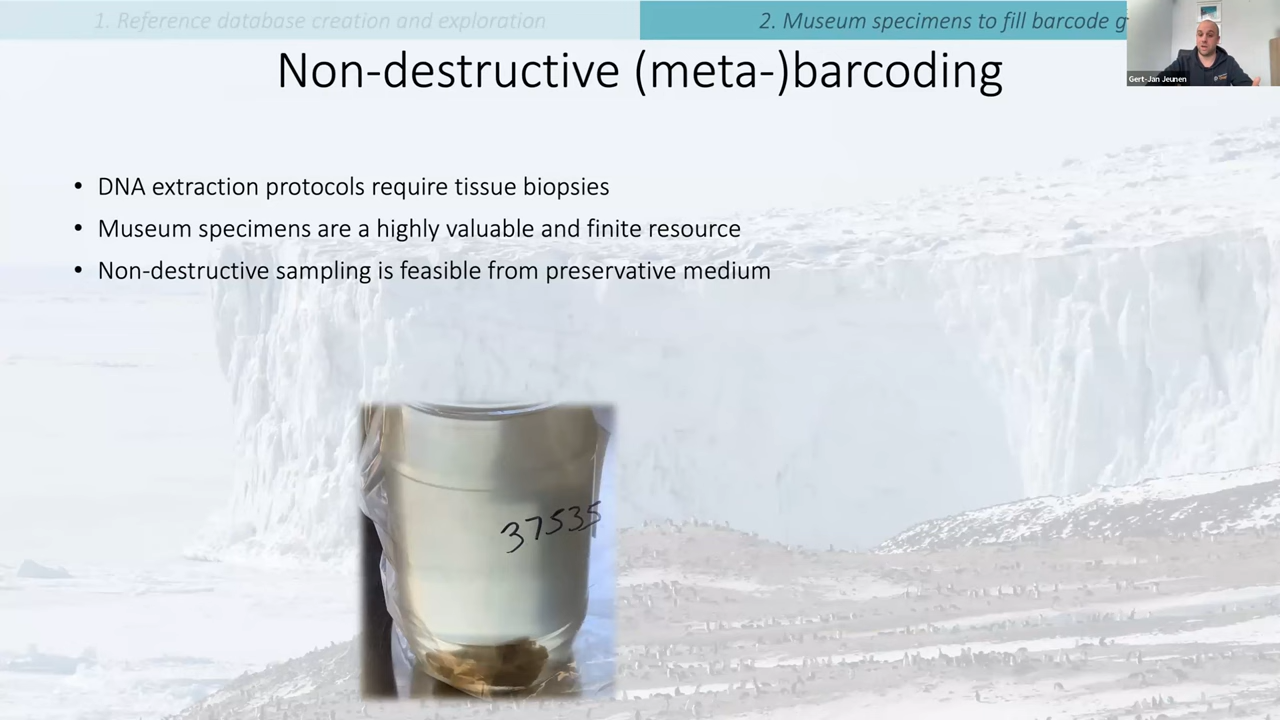 1. Reference database creation and exploration
2. Museum specimens to fill barcode g
Gert-Jan Jeunen
Non-destructive (meta-)barcoding
• DNA extraction protocols require tissue biopsies
• Museum specimens are a highly valuable and finite resource
• Non-destructive sampling is feasible from preservative medium
37535